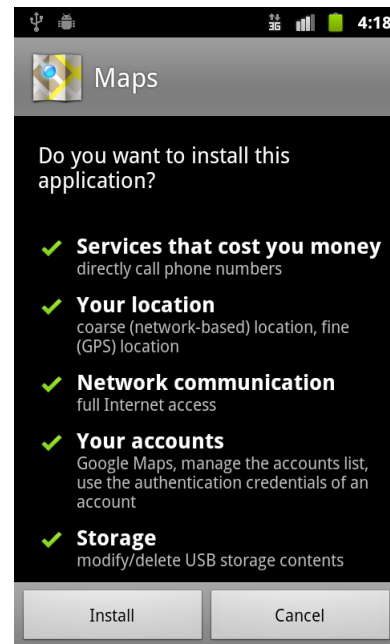 3G 4:18
Maps
Do you want to install this
application?
Services that cost you money
directly call phone numbers
Your location
coarse (network-based) location, fine
(GPS) location
Network communication
full Internet access
Your accounts
Google Maps, manage the accounts list,
use the authentication credentials of an
account
Storage
modify/delete USB storage contents
Install Cancel